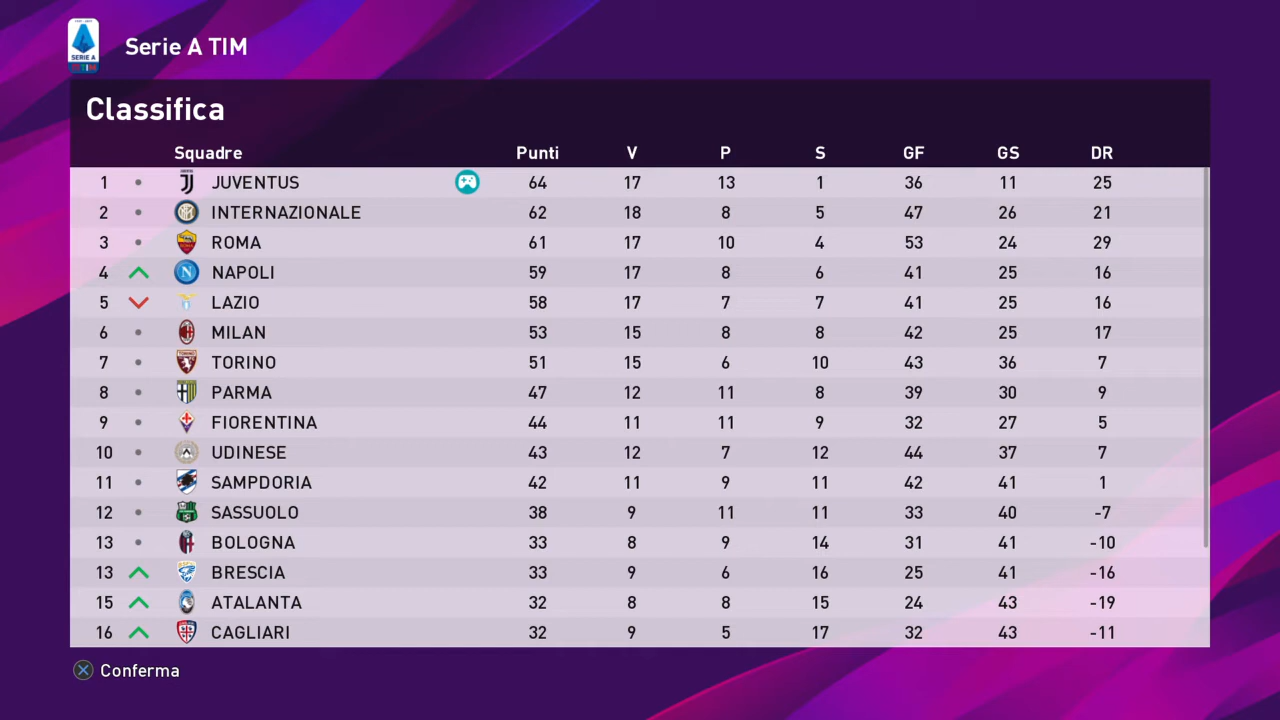 SERIE A
TIM
Serie A TIM
Classifica
Squadre Punti V P S GF GS DR
1 JUVENTUS 64 17 13 1 36 11 25
2 INTERNAZIONALE 62 18 8 5 47 26 21
3 ROMA 61 17 10 4 53 24 29
4 NAPOLI 59 17 8 6 41 25 16
5 LAZIO 58 17 7 7 41 25 16
6 MILAN 53 15 8 8 42 25 17
7 TORINO 51 15 6 10 43 36 7
8 PARMA 47 12 11 8 39 30 9
9 FIORENTINA 44 11 11 9 32 27 5
10 UDINESE 43 12 7 12 44 37 7
11 SAMPDORIA 42 11 9 11 42 41 1
12 SASSUOLO 38 9 11 11 33 40 -7
13 BOLOGNA 33 8 9 14 31 41 -10
13 BRESCIA 33 9 6 16 25 41 -16
15 ATALANTA 32 8 8 15 24 43 -19
16 CAGLIARI 32 9 5 17 32 43 -11
Conferma